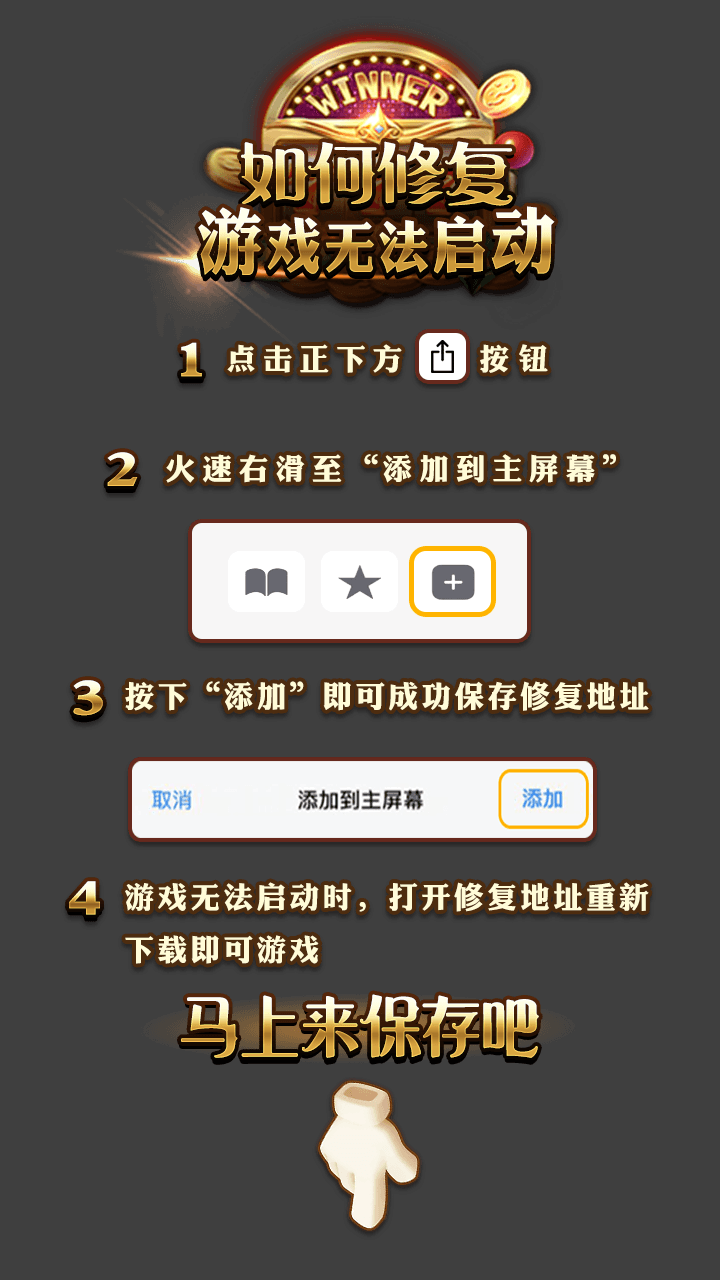 WINNER
如何修复
游戏无法启动
1 点击正下方 按钮
2 火速右滑至“添加到主屏幕”
3 按下“添加”即可成功保存修复地址
取消 添加到主屏幕 添加
4 游戏无法启动时，打开修复地址重新
下载即可游戏
马上来保存吧